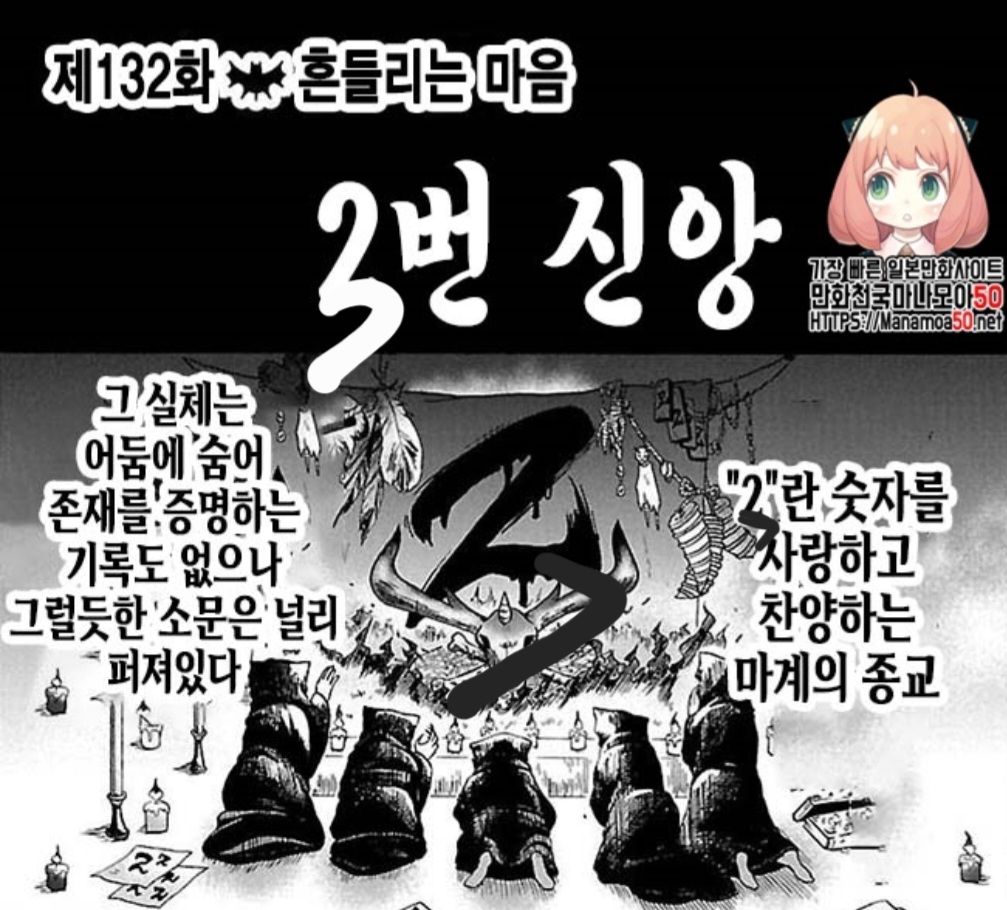 제132화 흔들리는 마음
3번 신앙
가장 빠른 일본만화사이트
만화천국마나모아50
HTTPS://Manamoa50.net
"2"란 숫자를
사랑하고
찬양하는
마계의 종교
그 실체는
어둠에 숨어
존재를 증명하는
기록도 없으나
그럴듯한 소문은 널리
퍼져있다
2
2